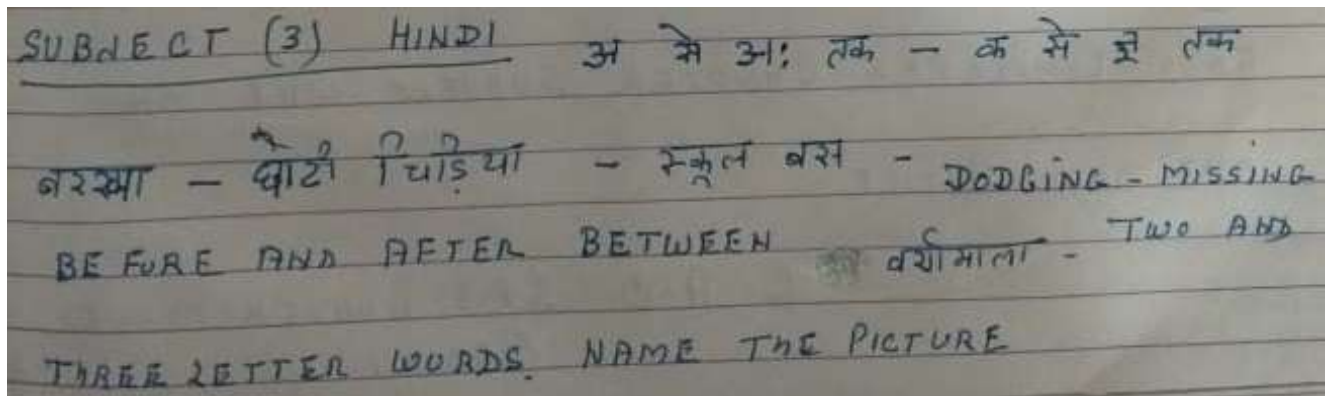 SUBJECT (3) HINDI अ से अः तक - क से ज्ञ तक
बरखा - छोटी चिड़िया - स्कूल बस - DODGING - MISSING
BEFORE AND AFTER BETWEEN वर्णमाला - TWO AND
THREE LETTER WORDS. NAME THE PICTURE